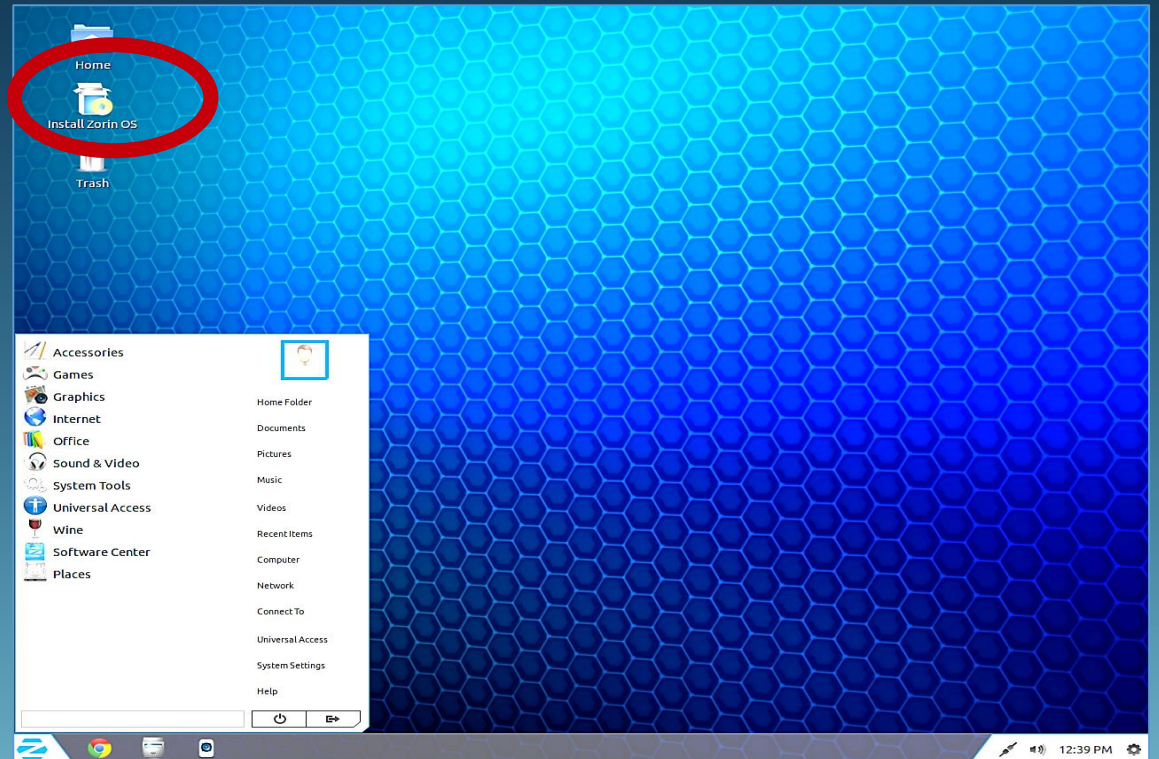 Home
Install Zorin OS
Trash
Accessories
Games
Graphics
Internet
Office
Sound & Video
System Tools
Universal Access
Wine
Software Center
Places
Home Folder
Documents
Pictures
Music
Videos
Recent Items
Computer
Network
Connect To
Universal Access
System Settings
Help
12:39 PM